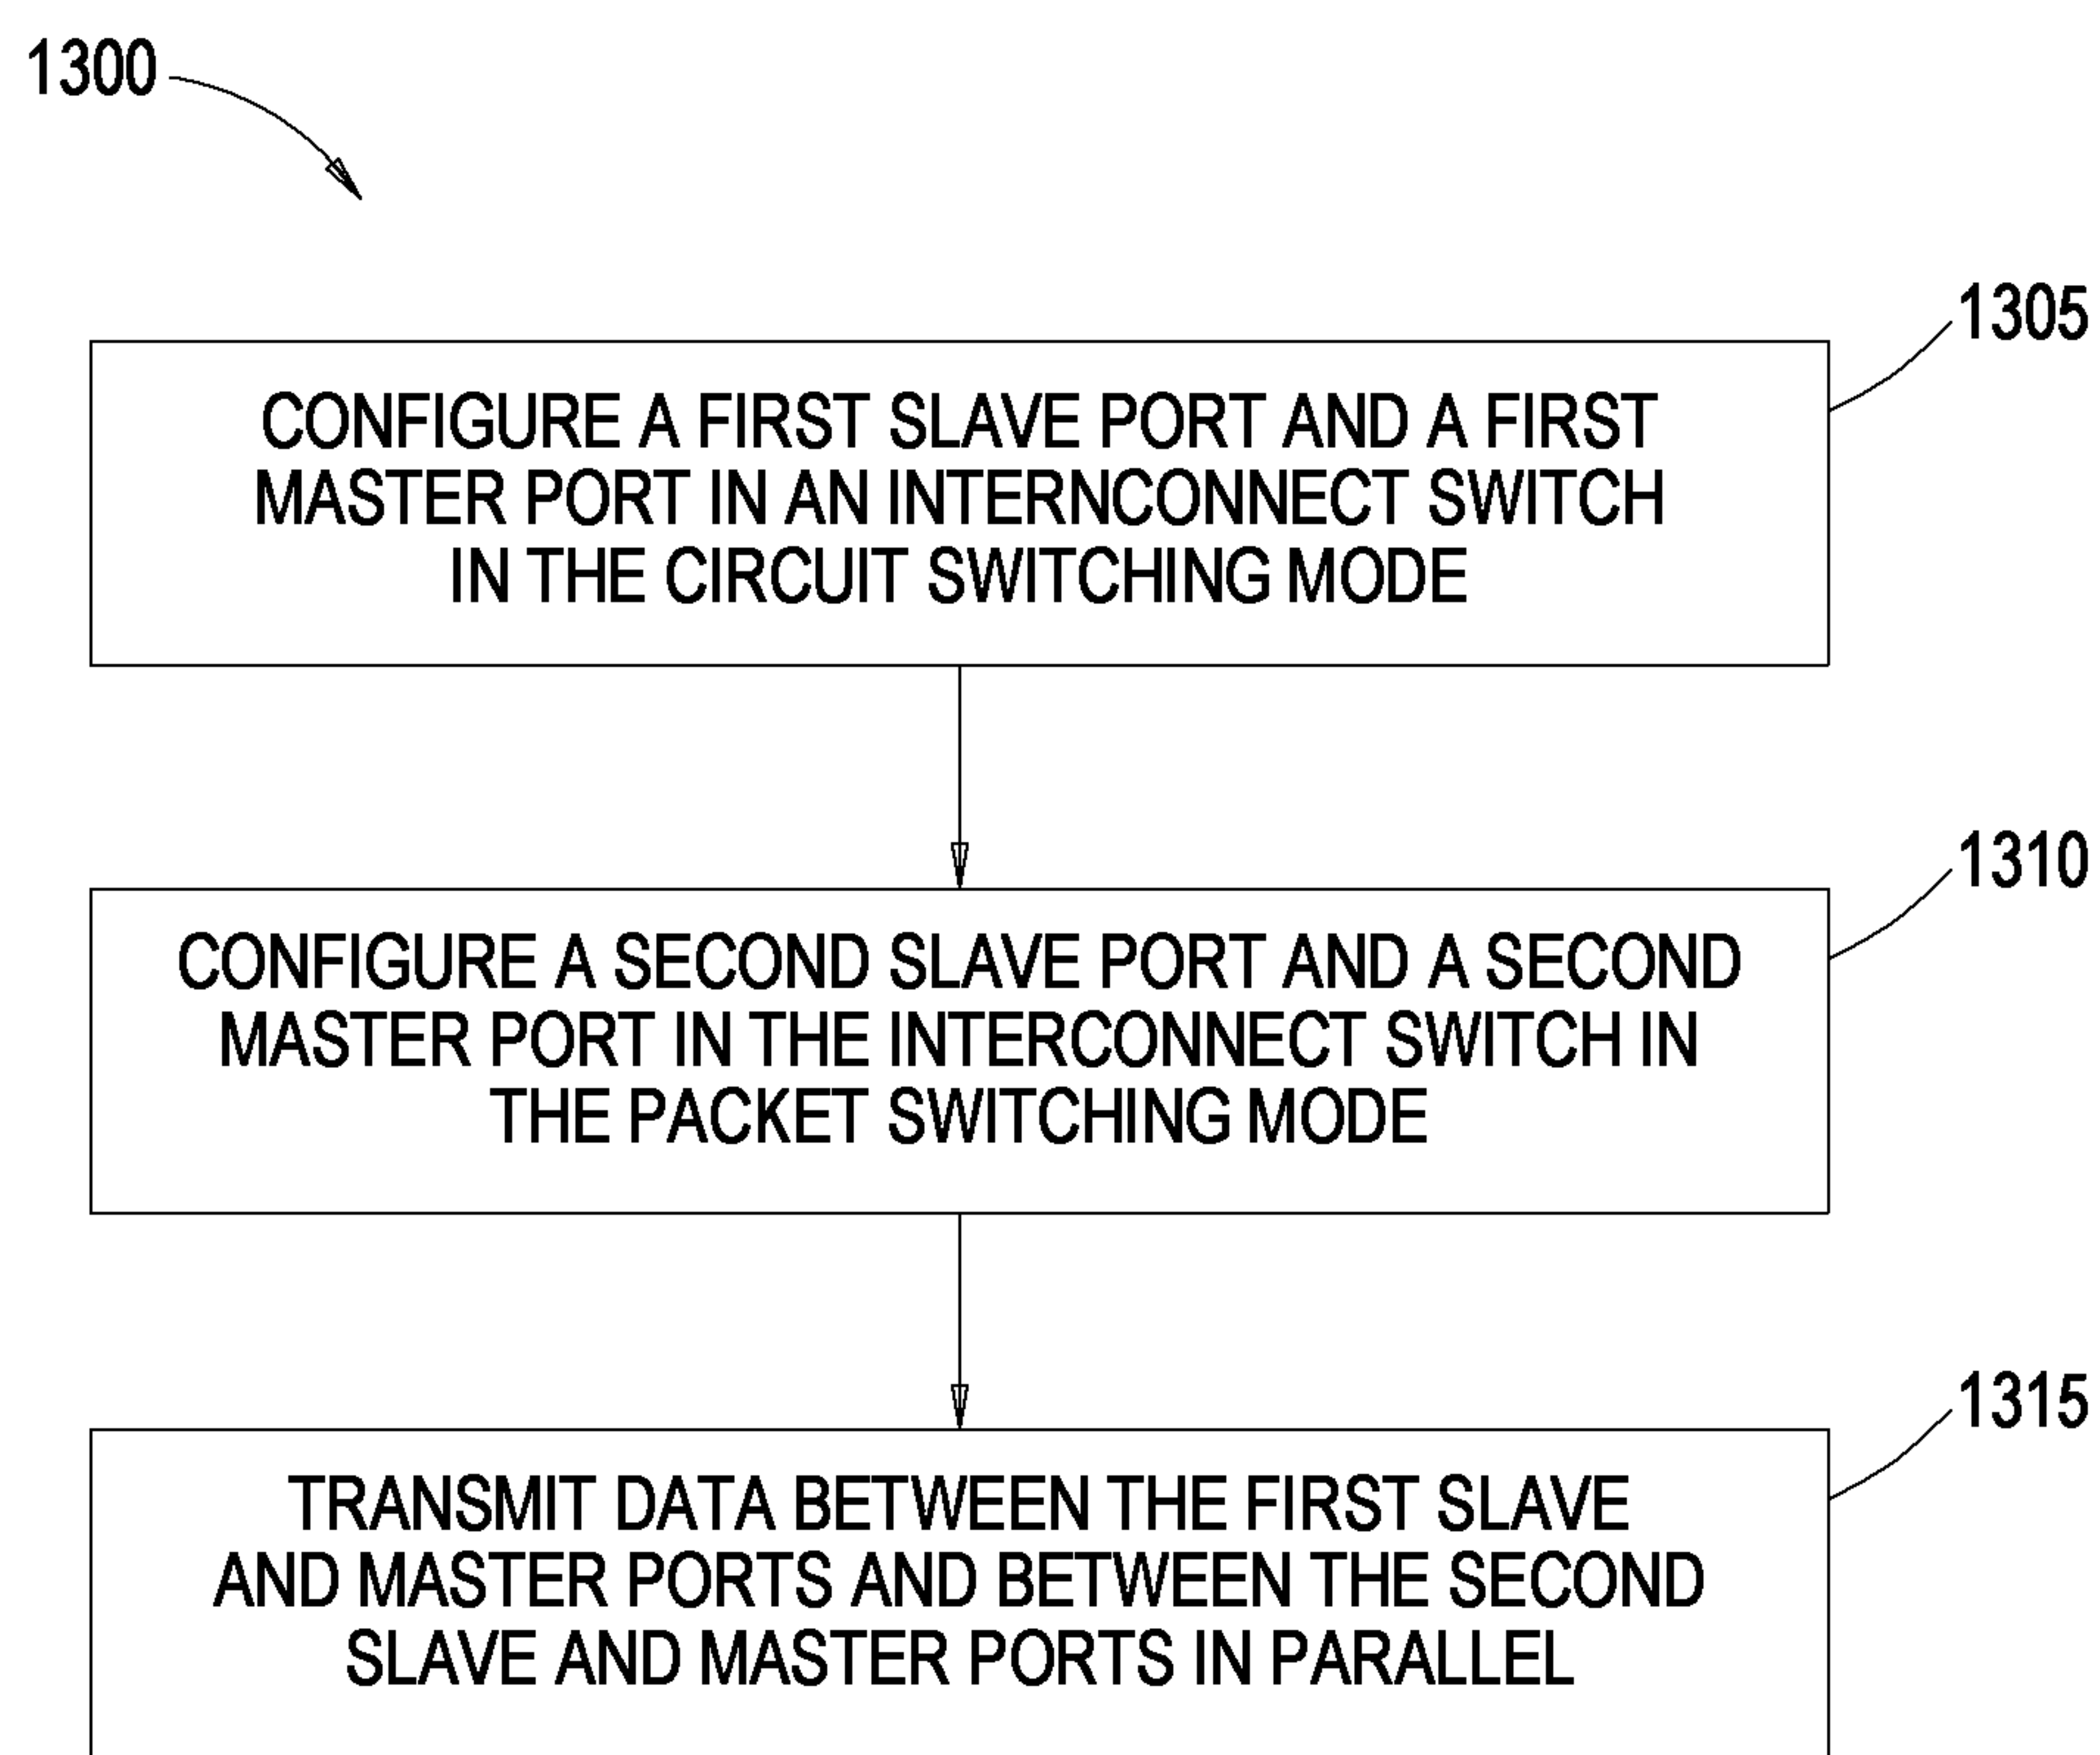 1300
1305
CONFIGURE A FIRST SLAVE PORT AND A FIRST
MASTER PORT IN AN INTERNCONNECT SWITCH
IN THE CIRCUIT SWITCHING MODE
1310
CONFIGURE A SECOND SLAVE PORT AND A SECOND
MASTER PORT IN THE INTERCONNECT SWITCH IN
THE PACKET SWITCHING MODE
1315
TRANSMIT DATA BETWEEN THE FIRST SLAVE
AND MASTER PORTS AND BETWEEN THE SECOND
SLAVE AND MASTER PORTS IN PARALLEL